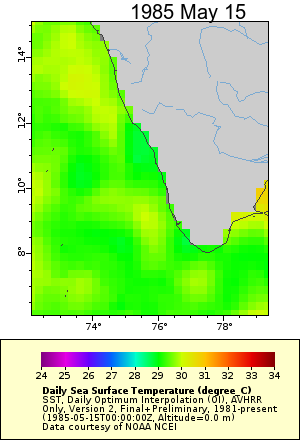 1985 May 15
14°
12°
10°
8°
74° 76° 78°
24 25 26 27 28 29 30 31 32 33 34
Daily Sea Surface Temperature (degree_C)
SST, Daily Optimum Interpolation (OI), AVHRR
Only, Version 2, Final+Preliminary, 1981-present
(1985-05-15T00:00:00Z, Altitude=0.0 m)
Data courtesy of NOAA NCEI